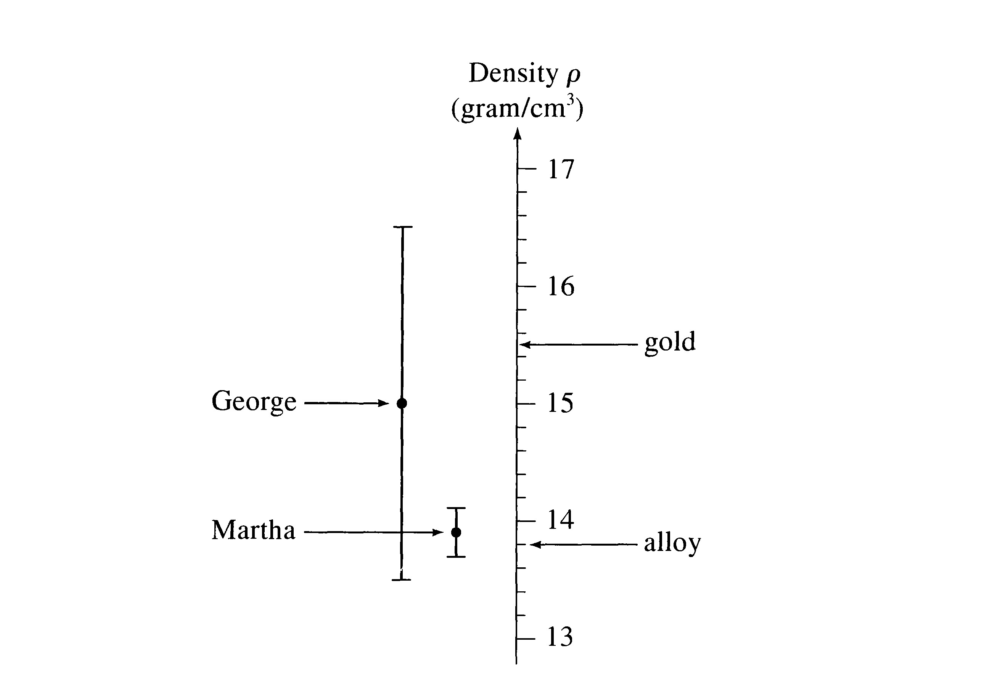 Density ρ
(gram/cm³)
17
16
gold
George
15
Martha
14
alloy
13